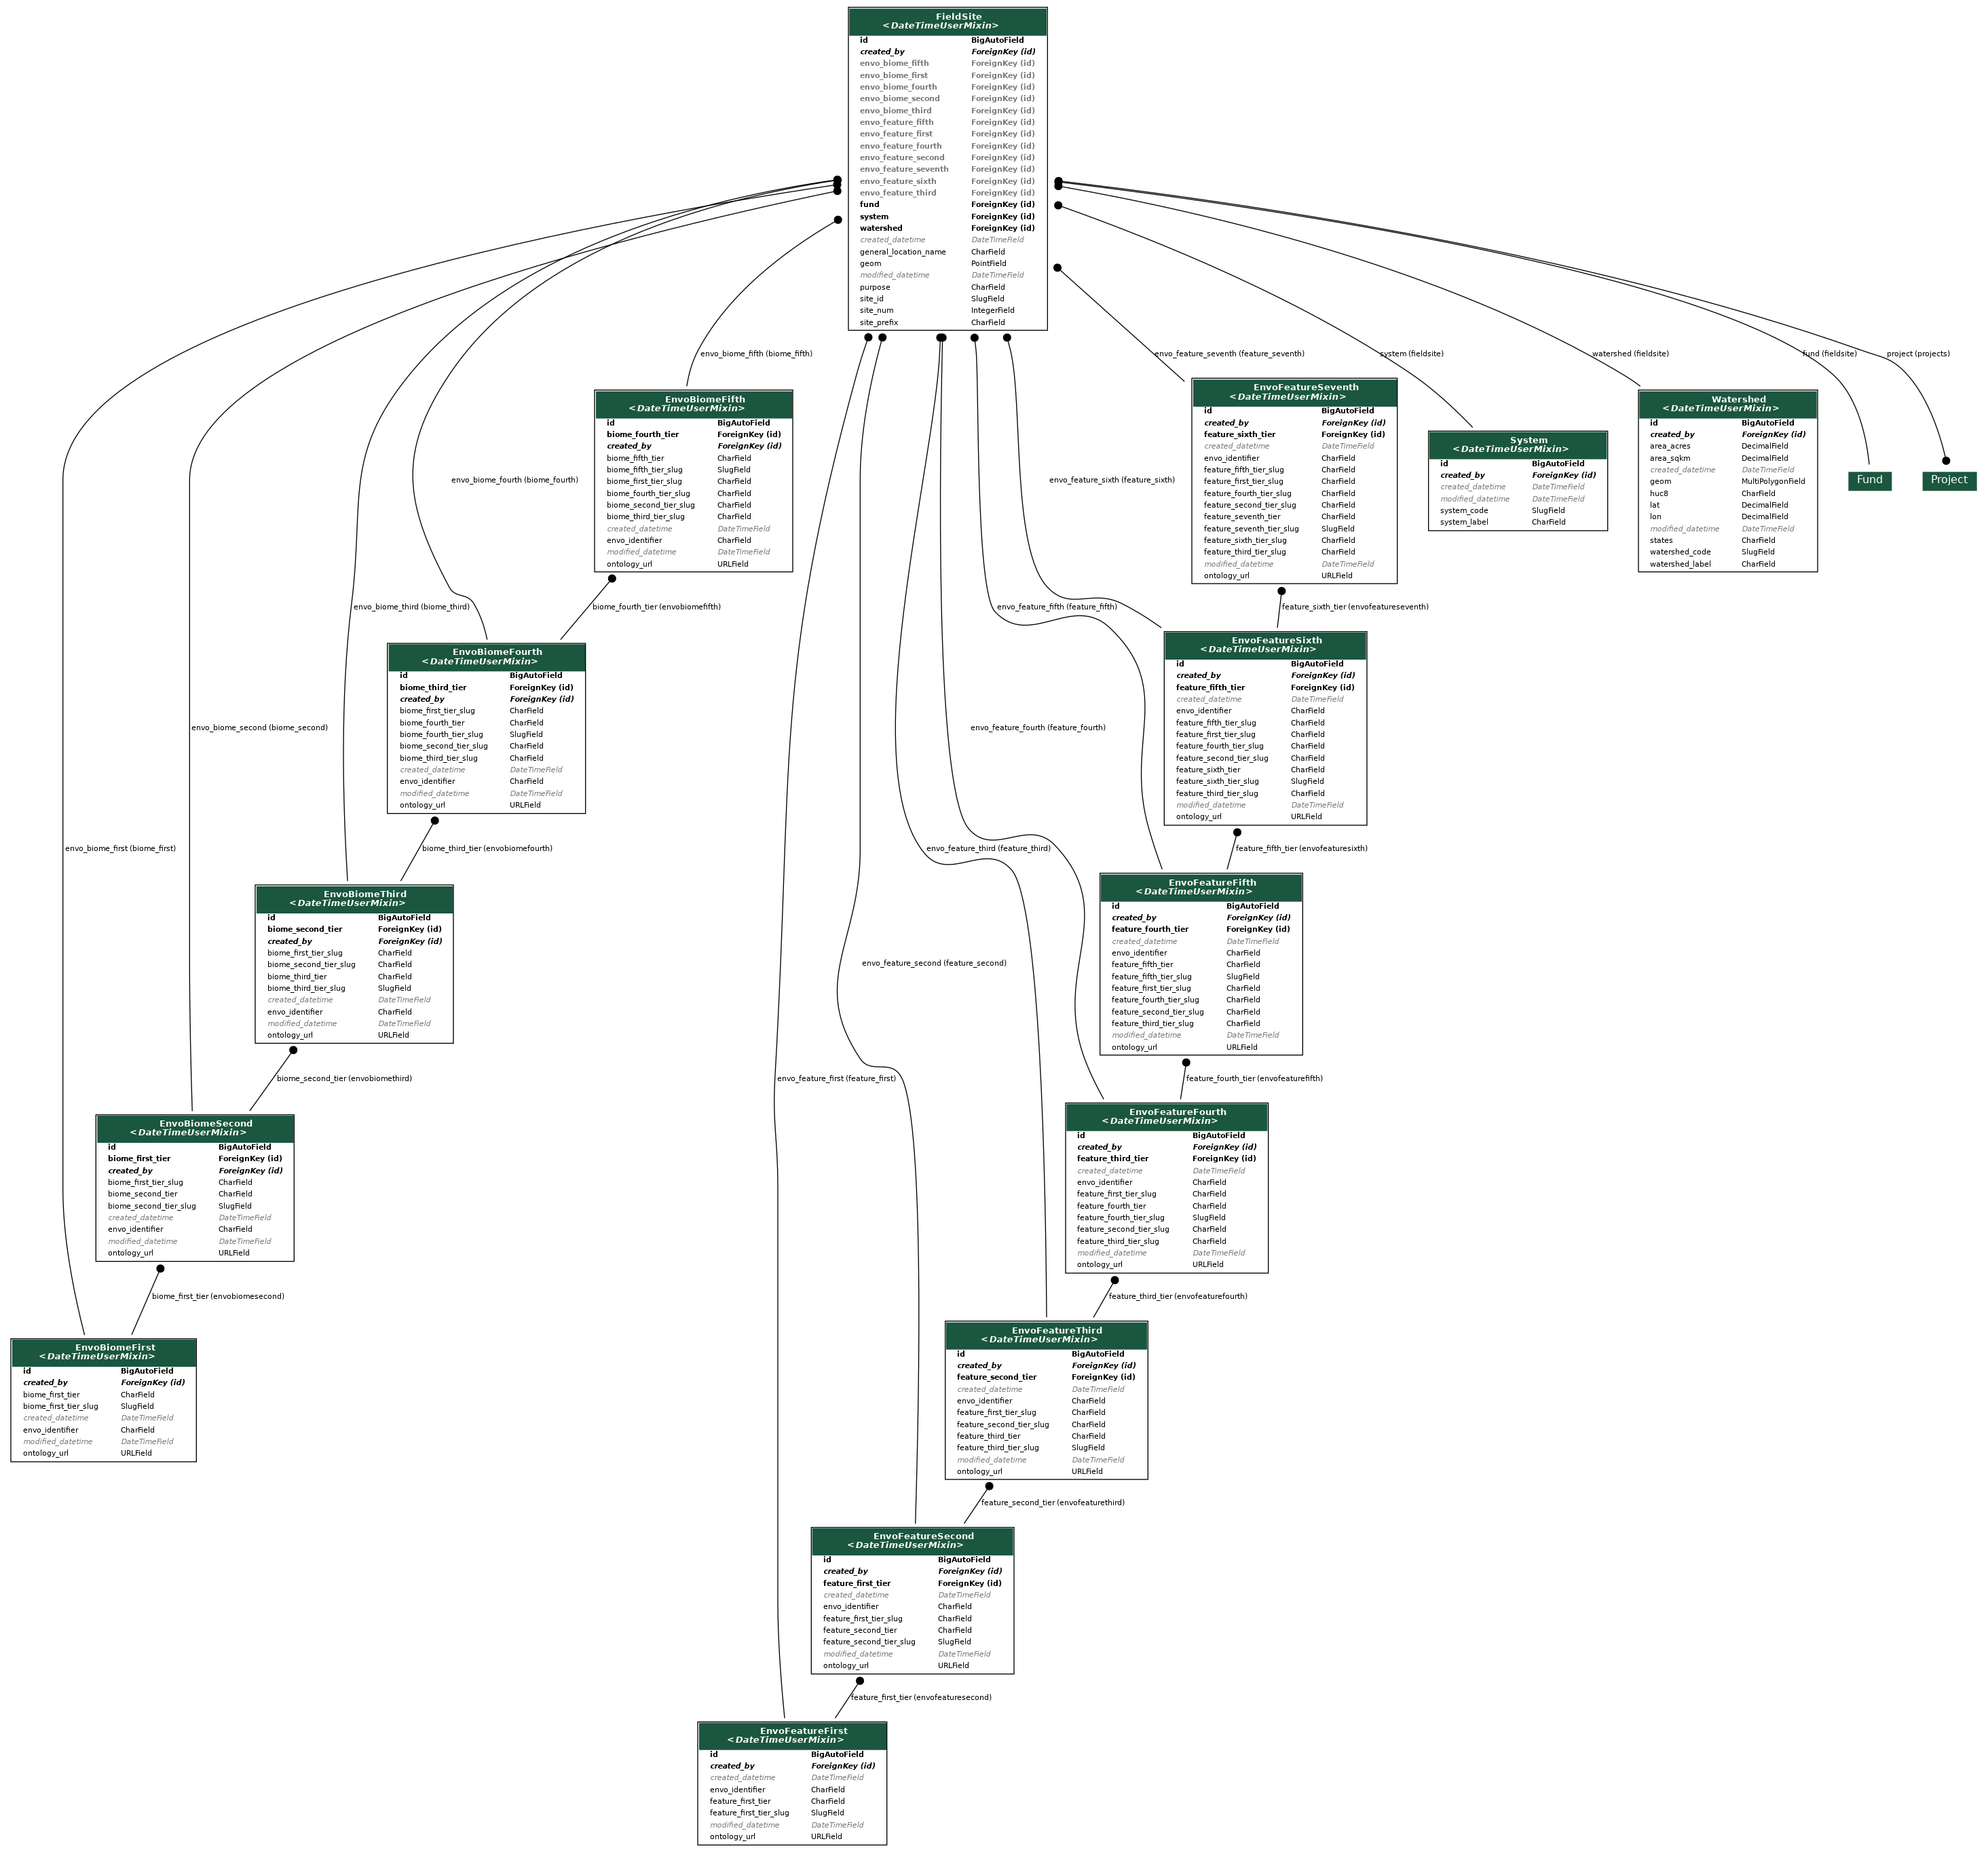 FieldSite
<DateTimeUserMixin>
id BigAutoField
created_by ForeignKey (id)
envo_biome_fifth ForeignKey (id)
envo_biome_first ForeignKey (id)
envo_biome_fourth ForeignKey (id)
envo_biome_second ForeignKey (id)
envo_biome_third ForeignKey (id)
envo_feature_fifth ForeignKey (id)
envo_feature_first ForeignKey (id)
envo_feature_fourth ForeignKey (id)
envo_feature_second ForeignKey (id)
envo_feature_seventh ForeignKey (id)
envo_feature_sixth ForeignKey (id)
envo_feature_third ForeignKey (id)
fund ForeignKey (id)
system ForeignKey (id)
watershed ForeignKey (id)
created_datetime DateTimeField
general_location_name CharField
geom PointField
modified_datetime DateTimeField
purpose CharField
site_id SlugField
site_num IntegerField
site_prefix CharField
envo_biome_fifth (biome_fifth)
envo_feature_seventh (feature_seventh)
system (fieldsite)
watershed (fieldsite)
fund (fieldsite)
project (projects)
EnvoBiomeFifth
<DateTimeUserMixin>
id BigAutoField
biome_fourth_tier ForeignKey (id)
created_by ForeignKey (id)
biome_fifth_tier CharField
biome_fifth_tier_slug SlugField
biome_first_tier_slug CharField
biome_fourth_tier_slug CharField
biome_second_tier_slug CharField
biome_third_tier_slug CharField
created_datetime DateTimeField
envo_identifier CharField
modified_datetime DateTimeField
ontology_url URLField
EnvoFeatureSeventh
<DateTimeUserMixin>
id BigAutoField
created_by ForeignKey (id)
feature_sixth_tier ForeignKey (id)
created_datetime DateTimeField
envo_identifier CharField
feature_fifth_tier_slug CharField
feature_first_tier_slug CharField
feature_fourth_tier_slug CharField
feature_second_tier_slug CharField
feature_seventh_tier CharField
feature_seventh_tier_slug SlugField
feature_sixth_tier_slug CharField
feature_third_tier_slug CharField
modified_datetime DateTimeField
ontology_url URLField
System
<DateTimeUserMixin>
id BigAutoField
created_by ForeignKey (id)
created_datetime DateTimeField
modified_datetime DateTimeField
system_code SlugField
system_label CharField
Watershed
<DateTimeUserMixin>
id BigAutoField
created_by ForeignKey (id)
area_acres DecimalField
area_sqkm DecimalField
created_datetime DateTimeField
geom MultiPolygonField
huc8 CharField
lat DecimalField
lon DecimalField
modified_datetime DateTimeField
states CharField
watershed_code SlugField
watershed_label CharField
Fund
Project
envo_biome_fourth (biome_fourth)
envo_feature_sixth (feature_sixth)
envo_biome_third (biome_third)
biome_fourth_tier (envobiomefifth)
envo_feature_fifth (feature_fifth)
feature_sixth_tier (envofeatureseventh)
EnvoBiomeFourth
<DateTimeUserMixin>
id BigAutoField
biome_third_tier ForeignKey (id)
created_by ForeignKey (id)
biome_first_tier_slug CharField
biome_fourth_tier CharField
biome_fourth_tier_slug SlugField
biome_second_tier_slug CharField
biome_third_tier_slug CharField
created_datetime DateTimeField
envo_identifier CharField
modified_datetime DateTimeField
ontology_url URLField
EnvoFeatureSixth
<DateTimeUserMixin>
id BigAutoField
created_by ForeignKey (id)
feature_fifth_tier ForeignKey (id)
created_datetime DateTimeField
envo_identifier CharField
feature_fifth_tier_slug CharField
feature_first_tier_slug CharField
feature_fourth_tier_slug CharField
feature_second_tier_slug CharField
feature_sixth_tier CharField
feature_sixth_tier_slug SlugField
feature_third_tier_slug CharField
modified_datetime DateTimeField
ontology_url URLField
envo_biome_second (biome_second)
envo_feature_fourth (feature_fourth)
envo_biome_first (biome_first)
biome_third_tier (envobiomefourth)
envo_feature_third (feature_third)
feature_fifth_tier (envofeaturesixth)
EnvoBiomeThird
<DateTimeUserMixin>
id BigAutoField
biome_second_tier ForeignKey (id)
created_by ForeignKey (id)
biome_first_tier_slug CharField
biome_second_tier_slug CharField
biome_third_tier CharField
biome_third_tier_slug SlugField
created_datetime DateTimeField
envo_identifier CharField
modified_datetime DateTimeField
ontology_url URLField
EnvoFeatureFifth
<DateTimeUserMixin>
id BigAutoField
created_by ForeignKey (id)
feature_fourth_tier ForeignKey (id)
created_datetime DateTimeField
envo_identifier CharField
feature_fifth_tier CharField
feature_fifth_tier_slug SlugField
feature_first_tier_slug CharField
feature_fourth_tier_slug CharField
feature_second_tier_slug CharField
feature_third_tier_slug CharField
modified_datetime DateTimeField
ontology_url URLField
envo_feature_second (feature_second)
biome_second_tier (envobiomethird)
envo_feature_first (feature_first)
feature_fourth_tier (envofeaturefifth)
EnvoBiomeSecond
<DateTimeUserMixin>
id BigAutoField
biome_first_tier ForeignKey (id)
created_by ForeignKey (id)
biome_first_tier_slug CharField
biome_second_tier CharField
biome_second_tier_slug SlugField
created_datetime DateTimeField
envo_identifier CharField
modified_datetime DateTimeField
ontology_url URLField
EnvoFeatureFourth
<DateTimeUserMixin>
id BigAutoField
created_by ForeignKey (id)
feature_third_tier ForeignKey (id)
created_datetime DateTimeField
envo_identifier CharField
feature_first_tier_slug CharField
feature_fourth_tier CharField
feature_fourth_tier_slug SlugField
feature_second_tier_slug CharField
feature_third_tier_slug CharField
modified_datetime DateTimeField
ontology_url URLField
biome_first_tier (envobiomesecond)
feature_third_tier (envofeaturefourth)
EnvoBiomeFirst
<DateTimeUserMixin>
id BigAutoField
created_by ForeignKey (id)
biome_first_tier CharField
biome_first_tier_slug SlugField
created_datetime DateTimeField
envo_identifier CharField
modified_datetime DateTimeField
ontology_url URLField
EnvoFeatureThird
<DateTimeUserMixin>
id BigAutoField
created_by ForeignKey (id)
feature_second_tier ForeignKey (id)
created_datetime DateTimeField
envo_identifier CharField
feature_first_tier_slug CharField
feature_second_tier_slug CharField
feature_third_tier CharField
feature_third_tier_slug SlugField
modified_datetime DateTimeField
ontology_url URLField
feature_second_tier (envofeaturethird)
EnvoFeatureSecond
<DateTimeUserMixin>
id BigAutoField
created_by ForeignKey (id)
feature_first_tier ForeignKey (id)
created_datetime DateTimeField
envo_identifier CharField
feature_first_tier_slug CharField
feature_second_tier CharField
feature_second_tier_slug SlugField
modified_datetime DateTimeField
ontology_url URLField
feature_first_tier (envofeaturesecond)
EnvoFeatureFirst
<DateTimeUserMixin>
id BigAutoField
created_by ForeignKey (id)
created_datetime DateTimeField
envo_identifier CharField
feature_first_tier CharField
feature_first_tier_slug SlugField
modified_datetime DateTimeField
ontology_url URLField